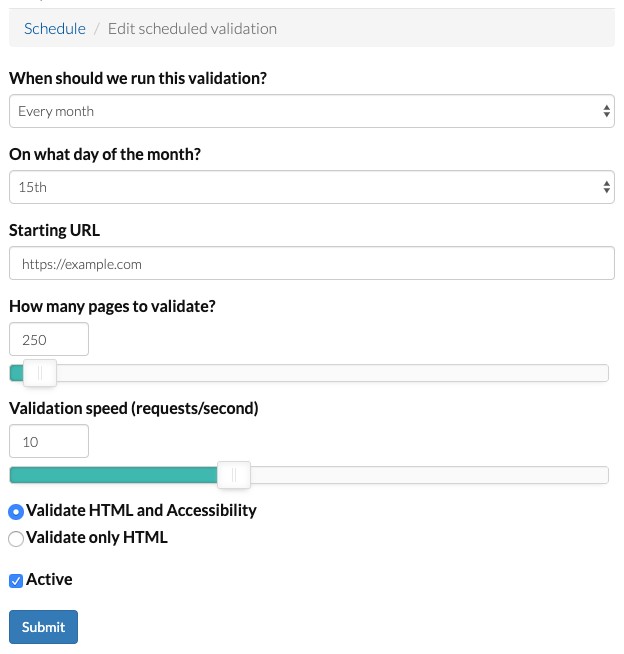 Schedule / Edit scheduled validation
When should we run this validation?
Every month
On what day of the month?
15th
Starting URL
https://example.com
How many pages to validate?
250
Validation speed (requests/second)
10
Validate HTML and Accessibility
Validate only HTML
Active
Submit